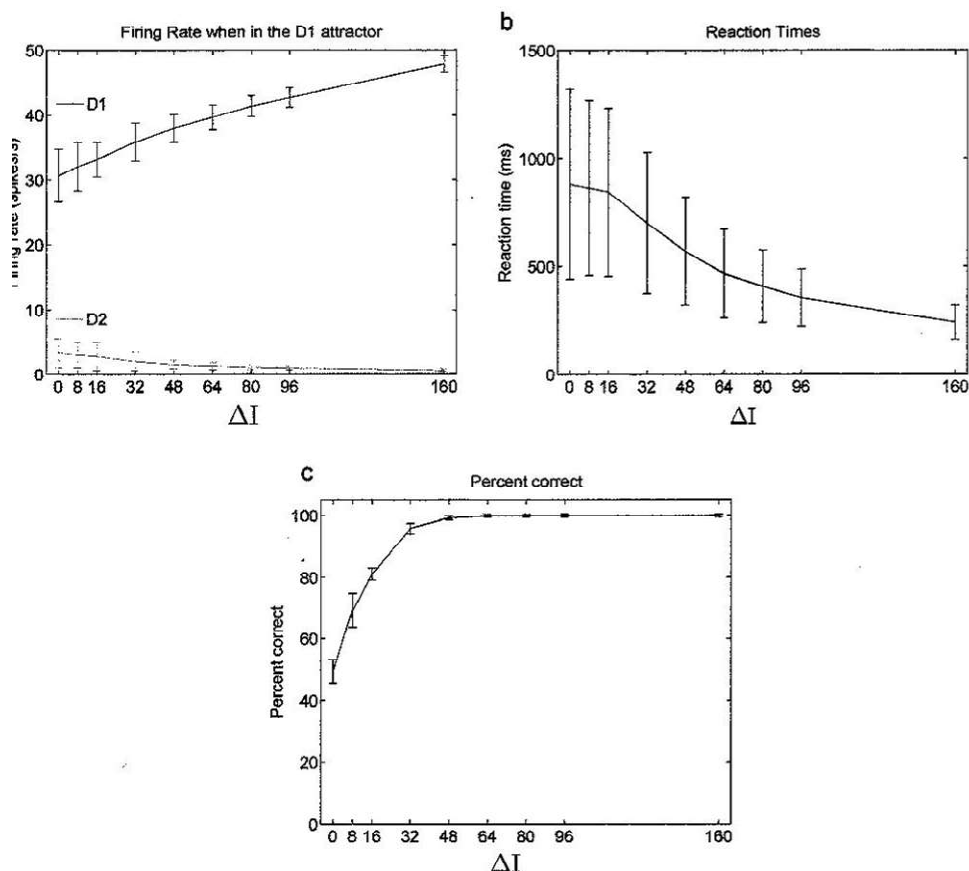 Firing Rate when in the D1 attractor
50
40
30
20
10
0
D1
D2
0 8 16 32 48 64 80 96 160
ΔI
b
Reaction Times
Reaction time (ms)
1500
1000
500
0
0 8 16 32 48 64 80 96 160
ΔI
c
Percent correct
Percent correct
100
80
60
40
20
0
0 8 16 32 48 64 80 96 160
ΔI